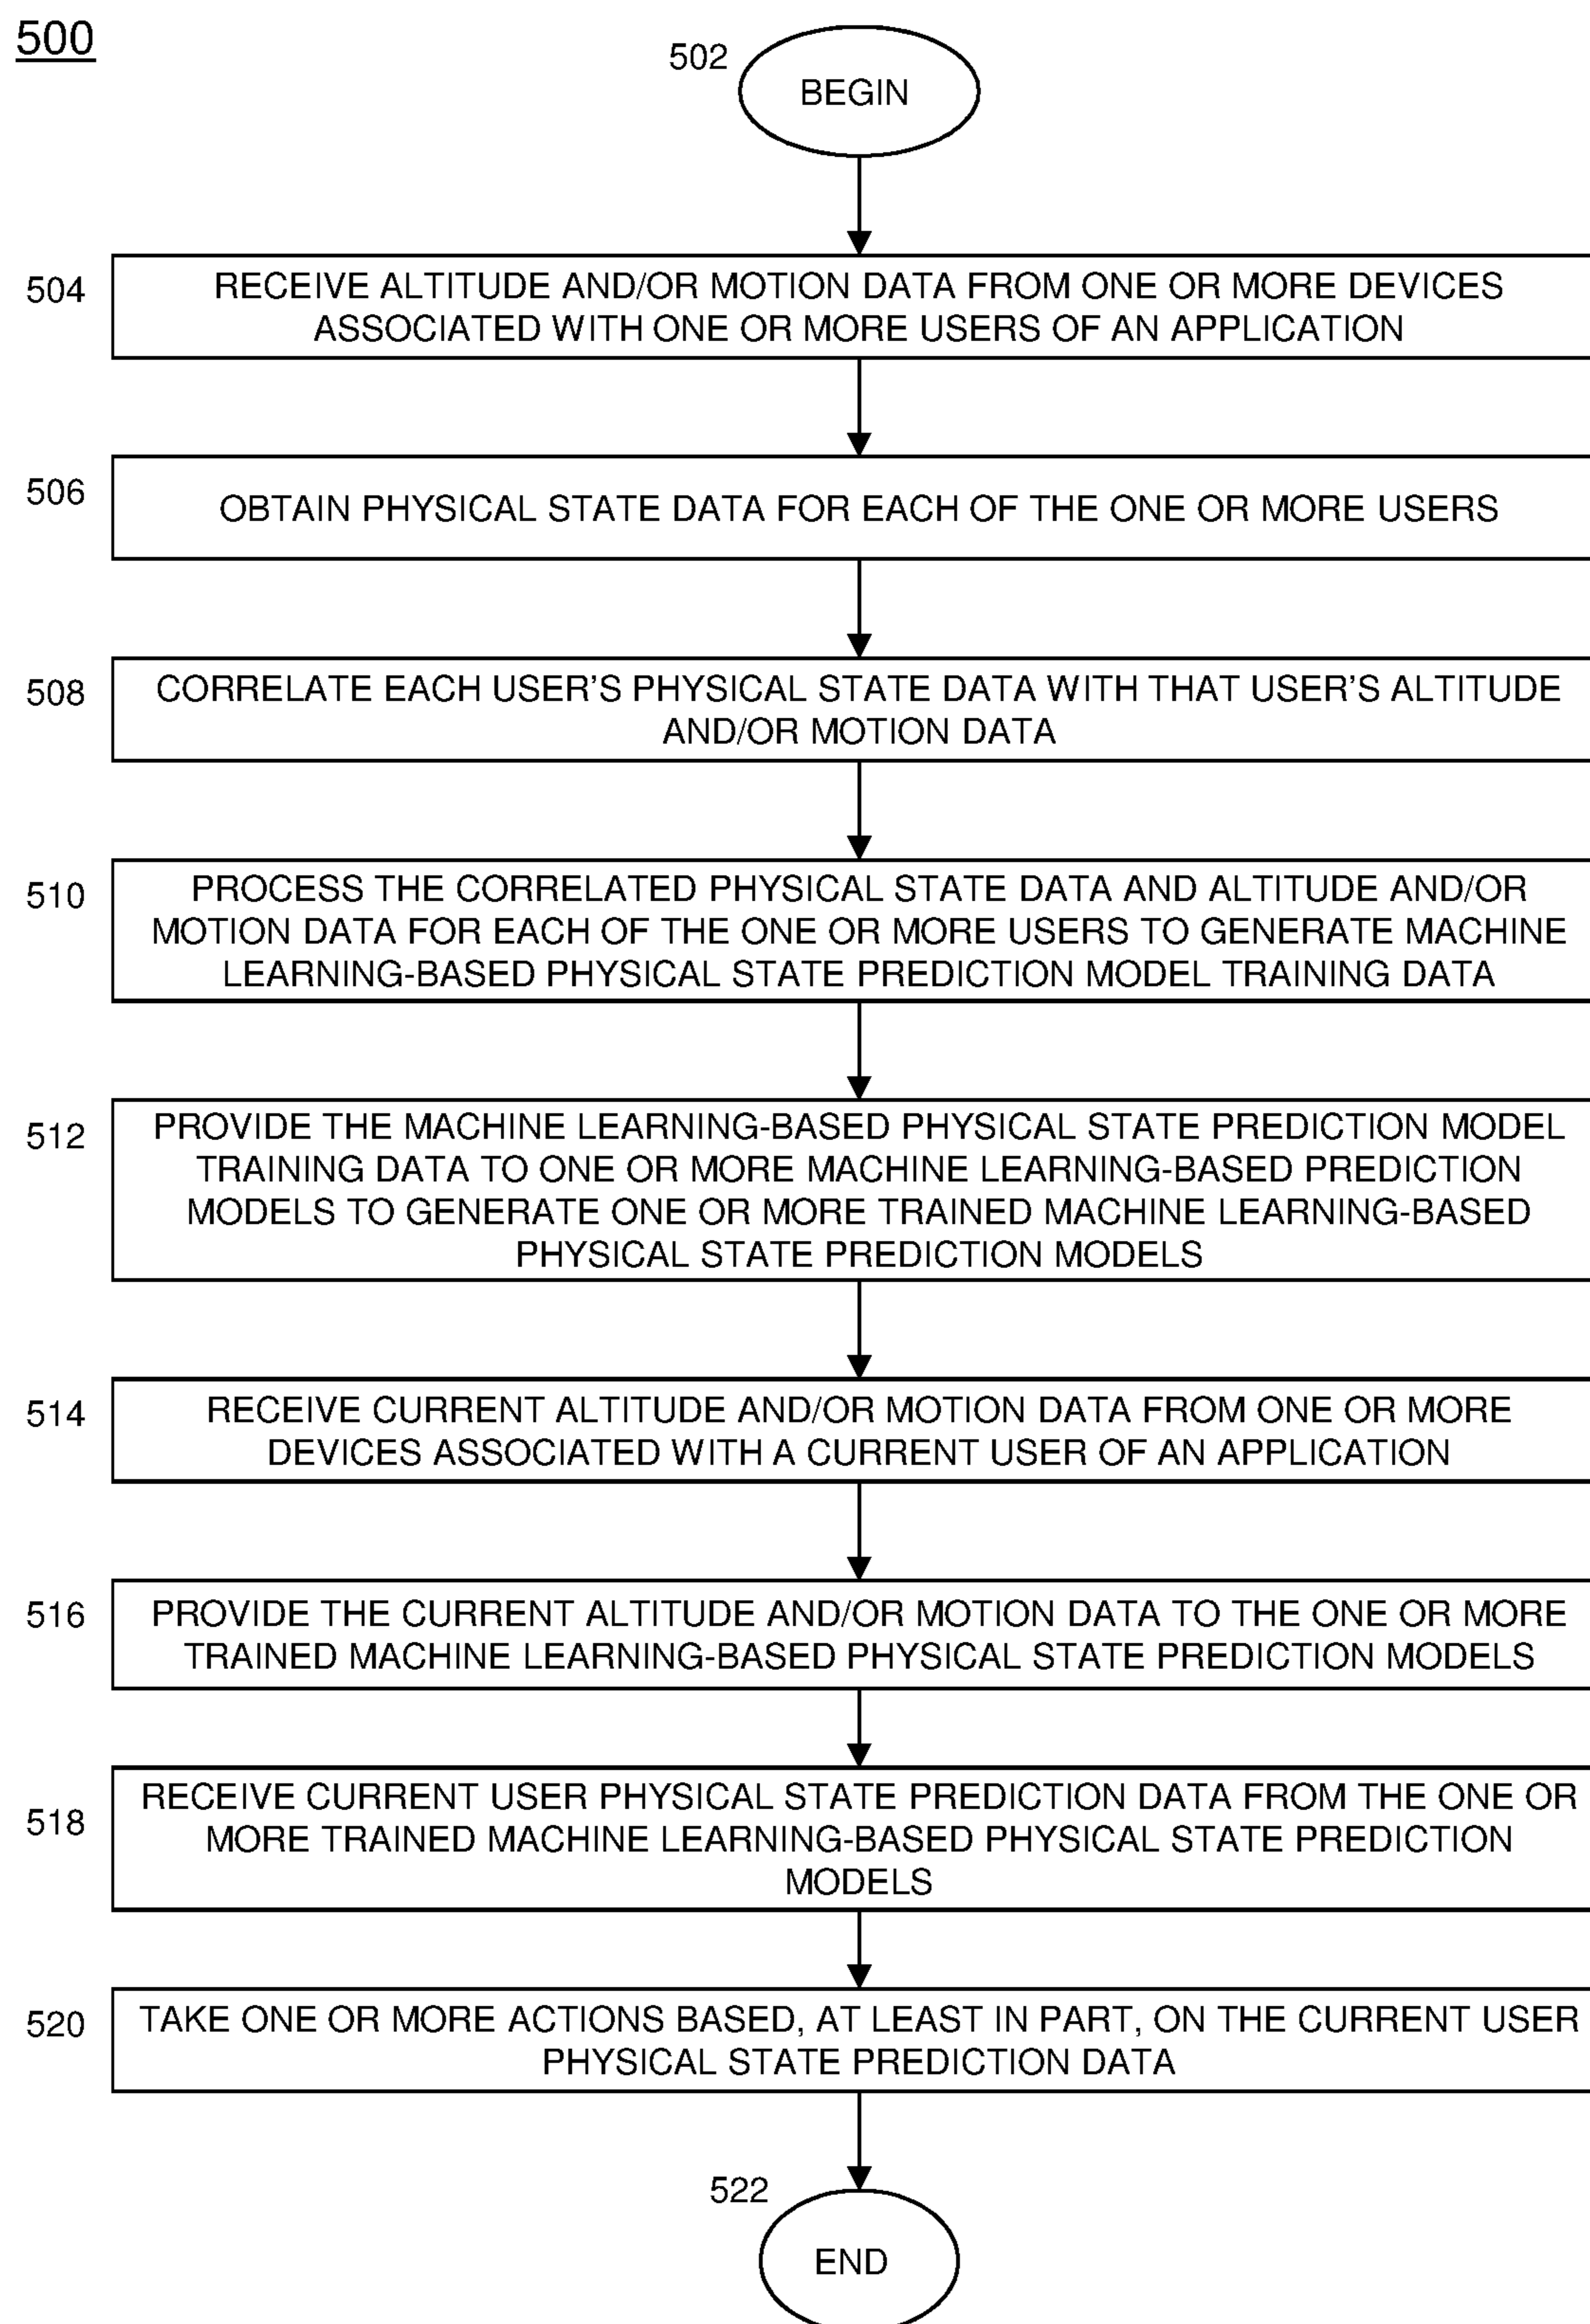 500
502
BEGIN
504
RECEIVE ALTITUDE AND/OR MOTION DATA FROM ONE OR MORE DEVICES
ASSOCIATED WITH ONE OR MORE USERS OF AN APPLICATION
506
OBTAIN PHYSICAL STATE DATA FOR EACH OF THE ONE OR MORE USERS
508
CORRELATE EACH USER'S PHYSICAL STATE DATA WITH THAT USER'S ALTITUDE
AND/OR MOTION DATA
510
PROCESS THE CORRELATED PHYSICAL STATE DATA AND ALTITUDE AND/OR
MOTION DATA FOR EACH OF THE ONE OR MORE USERS TO GENERATE MACHINE
LEARNING-BASED PHYSICAL STATE PREDICTION MODEL TRAINING DATA
512
PROVIDE THE MACHINE LEARNING-BASED PHYSICAL STATE PREDICTION MODEL
TRAINING DATA TO ONE OR MORE MACHINE LEARNING-BASED PREDICTION
MODELS TO GENERATE ONE OR MORE TRAINED MACHINE LEARNING-BASED
PHYSICAL STATE PREDICTION MODELS
514
RECEIVE CURRENT ALTITUDE AND/OR MOTION DATA FROM ONE OR MORE
DEVICES ASSOCIATED WITH A CURRENT USER OF AN APPLICATION
516
PROVIDE THE CURRENT ALTITUDE AND/OR MOTION DATA TO THE ONE OR MORE
TRAINED MACHINE LEARNING-BASED PHYSICAL STATE PREDICTION MODELS
518
RECEIVE CURRENT USER PHYSICAL STATE PREDICTION DATA FROM THE ONE OR
MORE TRAINED MACHINE LEARNING-BASED PHYSICAL STATE PREDICTION
MODELS
520
TAKE ONE OR MORE ACTIONS BASED, AT LEAST IN PART, ON THE CURRENT USER
PHYSICAL STATE PREDICTION DATA
522
END